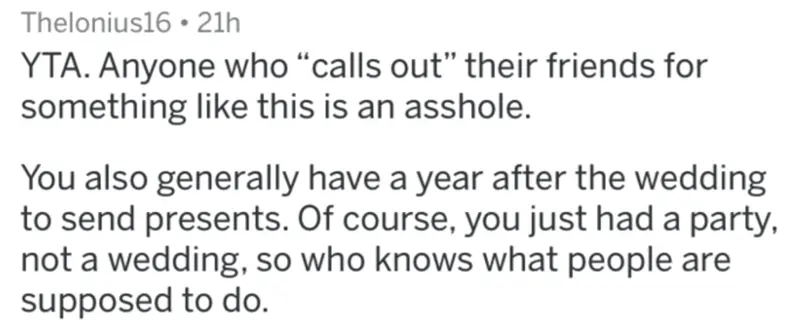 Thelonius16 • 21h
YTA. Anyone who “calls out” their friends for
something like this is an asshole.
You also generally have a year after the wedding
to send presents. Of course, you just had a party,
not a wedding, so who knows what people are
supposed to do.